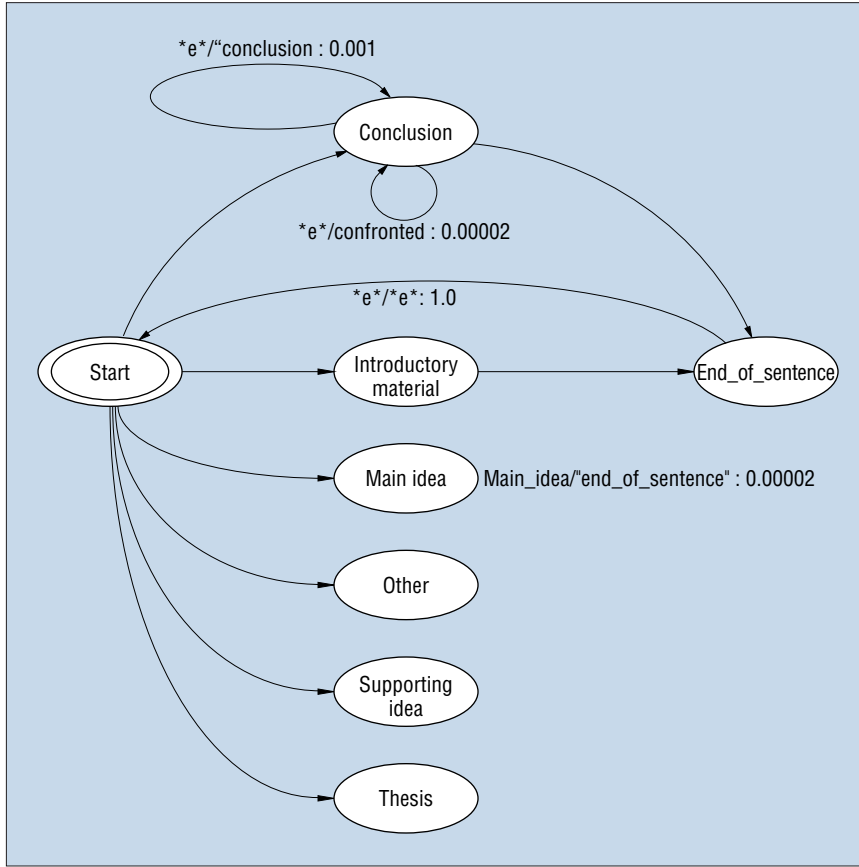 *e*/“conclusion : 0.001
Conclusion
*e*/confronted : 0.00002
*e*/*e*: 1.0
Start
Introductory
material
End_of_sentence
Main idea
Main_idea/"end_of_sentence" : 0.00002
Other
Supporting
idea
Thesis